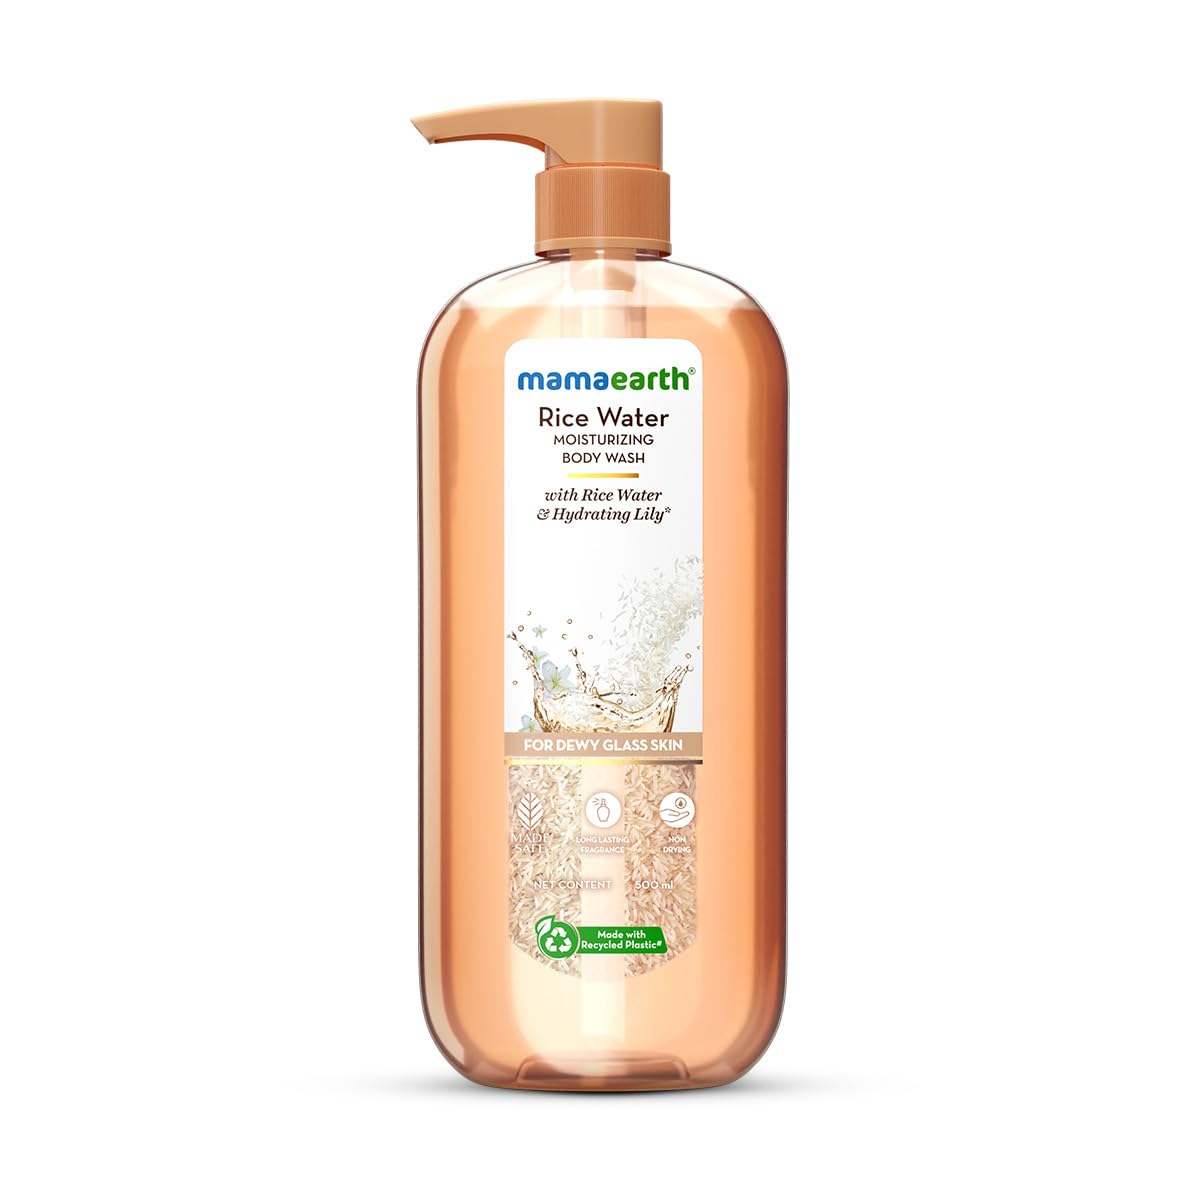 mamaearth®
Rice Water
MOISTURIZING
BODY WASH
with Rice Water
& Hydrating Lily*
FOR DEWY GLASS SKIN
MADE SAFE
LONG LASTING FRAGRANCE
NON DRYING
NET CONTENT 500 ml
Made with
Recycled Plastic#